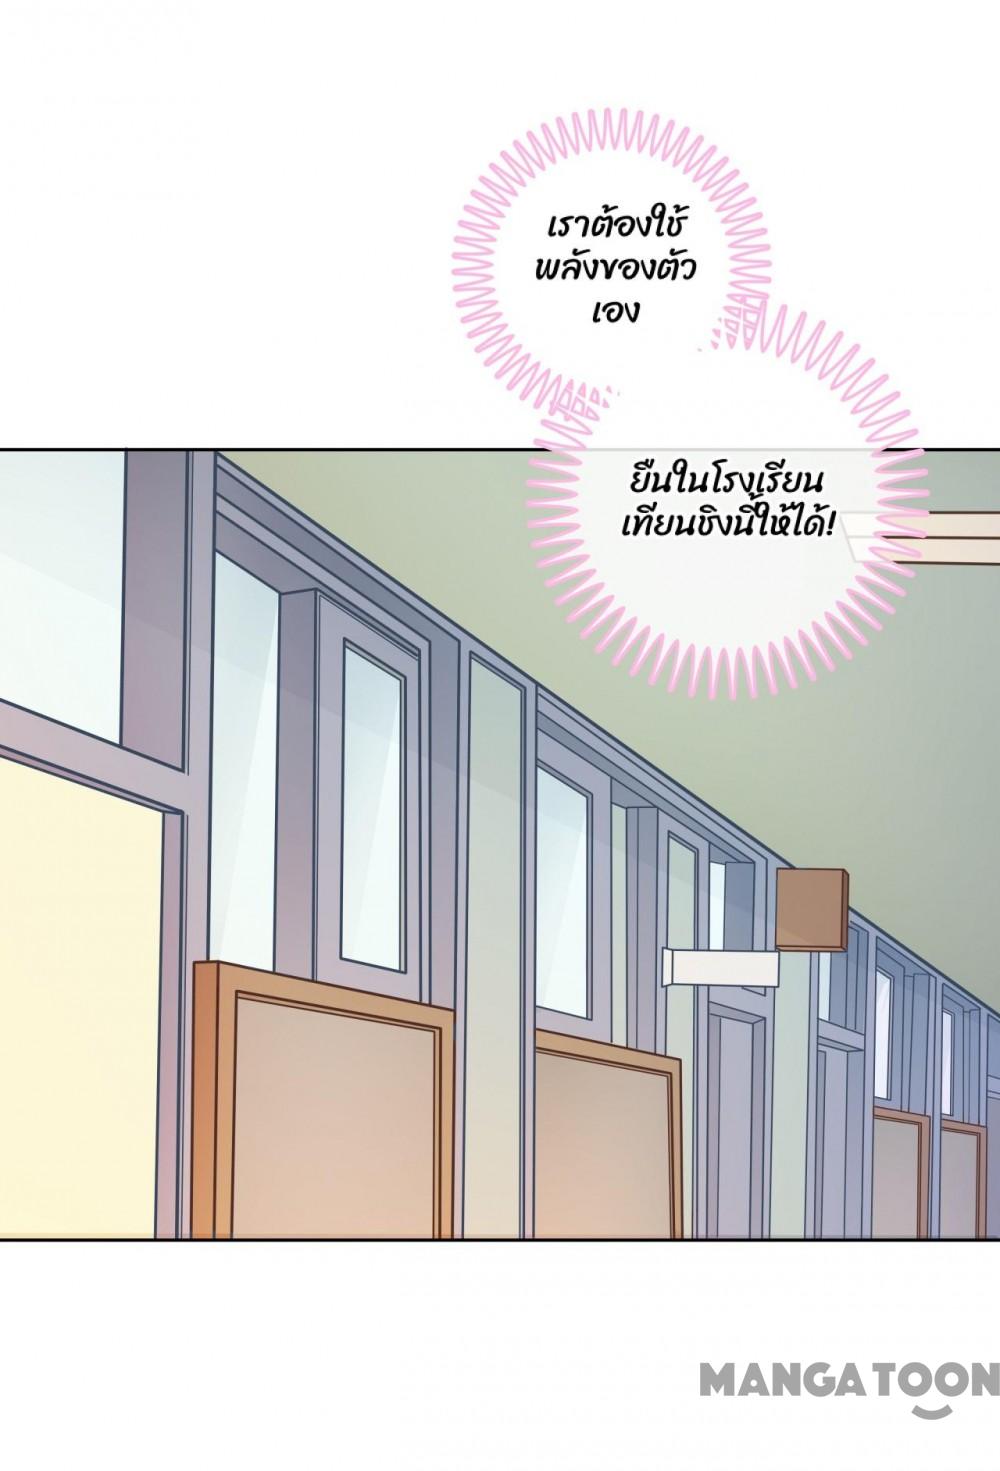 เราต้องใช้
พลังของตัว
เอง
ยืนในโรงเรียน
เทียนชิงนี้ให้ได้!
MANGATOON